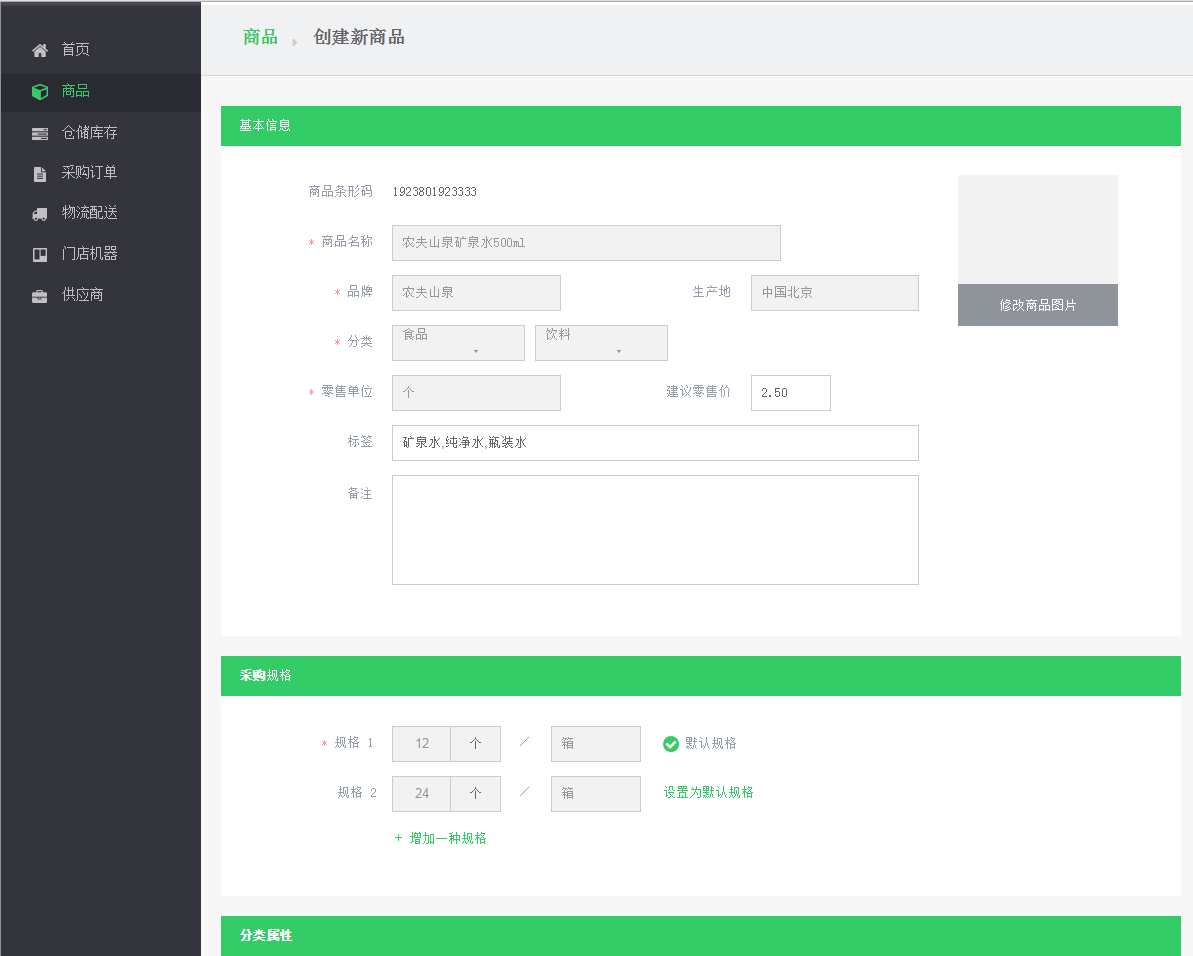 首页
商品
仓储库存
采购订单
物流配送
门店机器
供应商
商品 创建新商品
基本信息
商品条形码 1923801923333
* 商品名称 农夫山泉矿泉水500ml
* 品牌 农夫山泉 生产地 中国北京
修改商品图片
* 分类 食品 饮料
* 零售单位 个 建议零售价 2.50
标签 矿泉水,纯净水,瓶装水
备注
采购规格
* 规格 1 12 个 / 箱 默认规格
规格 2 24 个 / 箱 设置为默认规格
+ 增加一种规格
分类属性